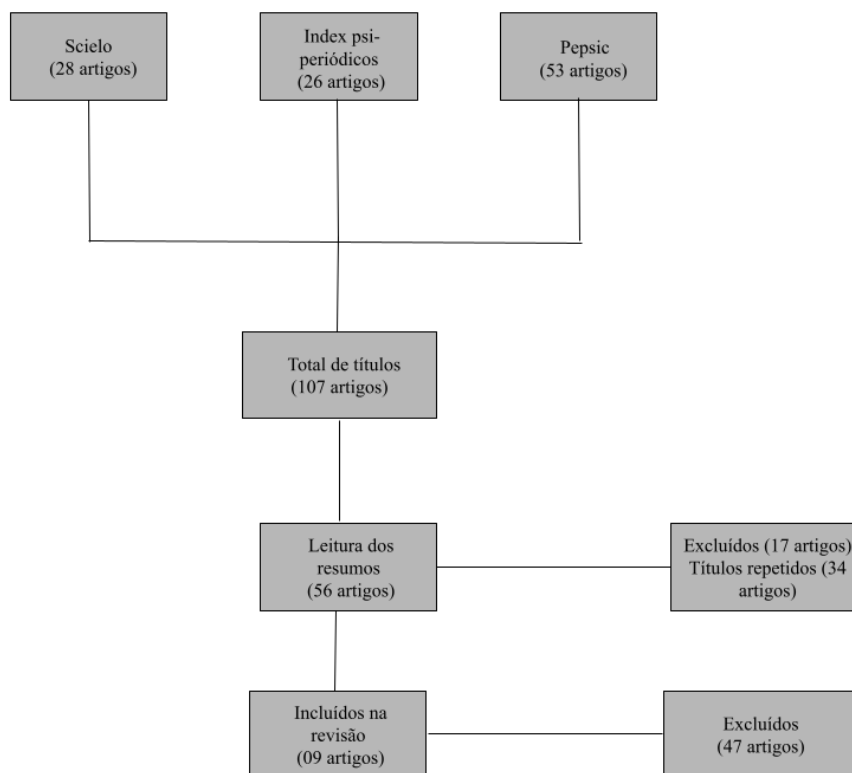 Scielo
(28 artigos)
Index psi-
periódicos
(26 artigos)
Pepsic
(53 artigos)
Total de títulos
(107 artigos)
Leitura dos
resumos
(56 artigos)
Excluídos (17 artigos)
Títulos repetidos (34
artigos)
Incluídos na
revisão
(09 artigos)
Excluídos
(47 artigos)